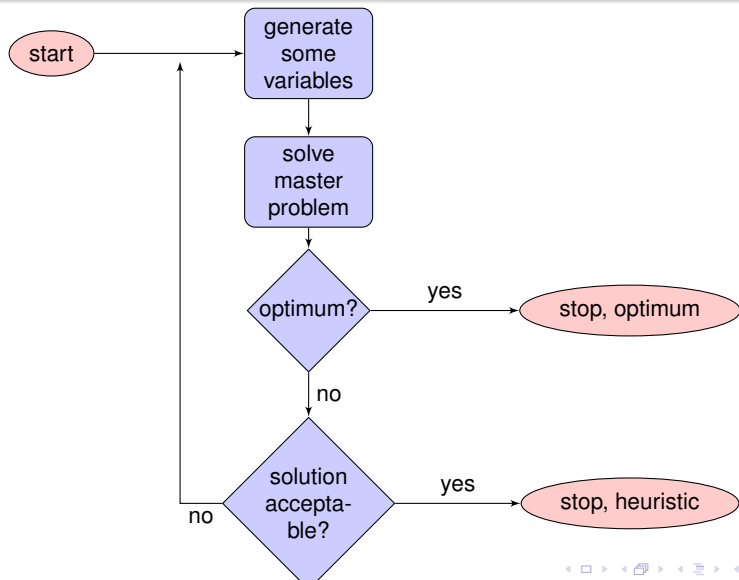 start
generate
some
variables
solve
master
problem
optimum?
yes
stop, optimum
no
solution
accepta-
ble?
yes
stop, heuristic
no